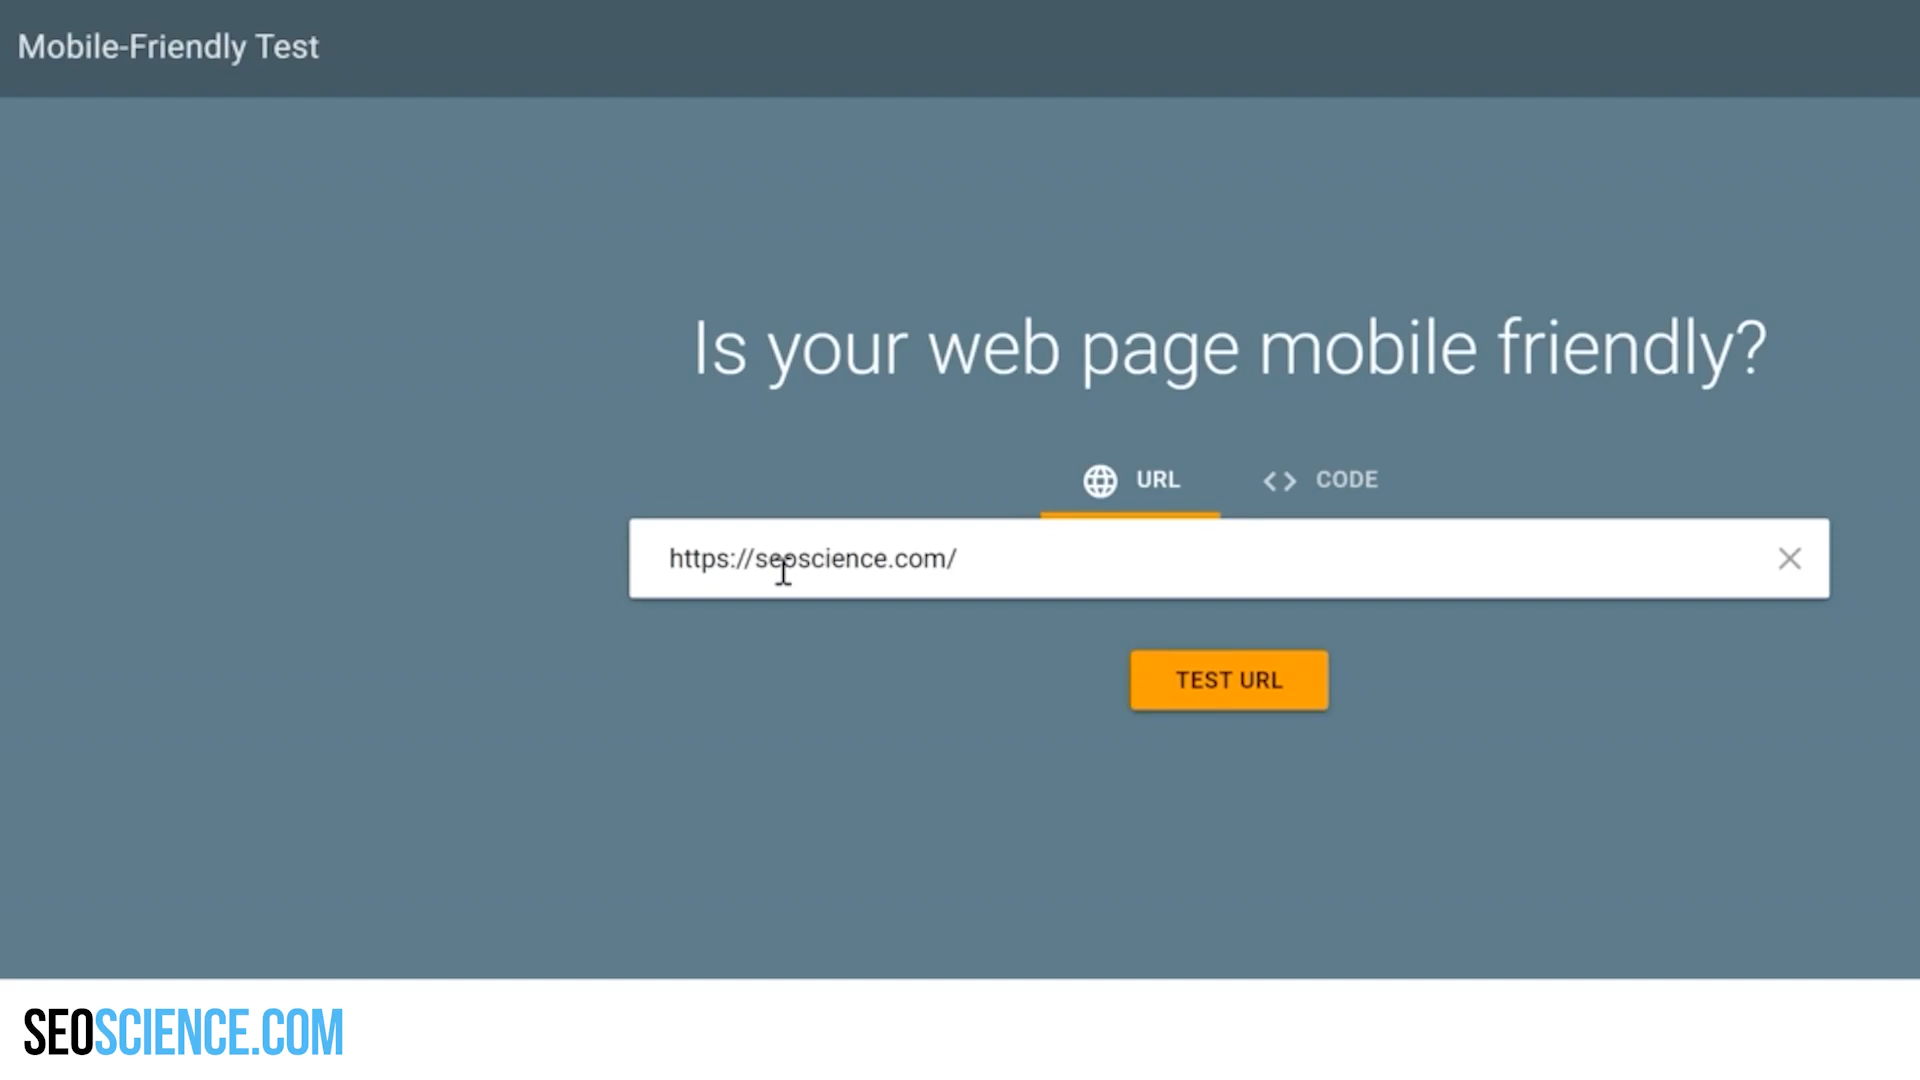 Mobile-Friendly Test
Is your web page mobile friendly?
URL
CODE
https://seoscience.com/
TEST URL
SEOSCIENCE.COM